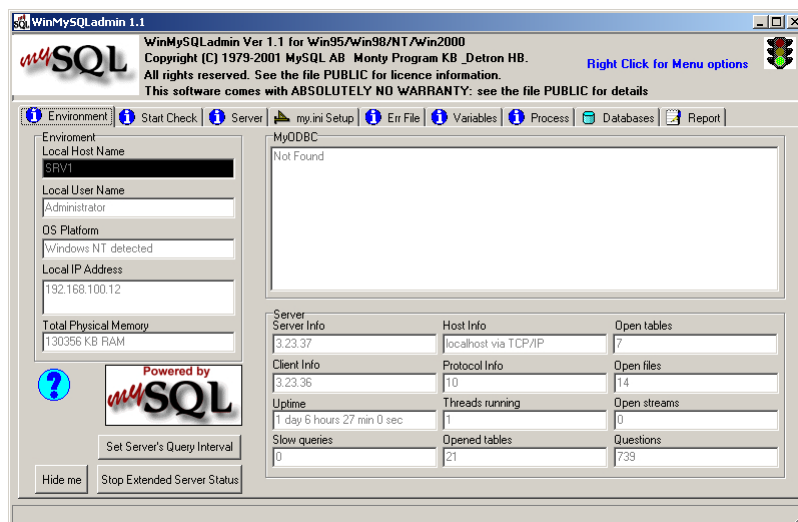 WinMySQLadmin 1.1
mySQL
WinMySQLadmin Ver 1.1 for Win95/Win98/NT/Win2000
Copyright (C) 1979-2001 MySQL AB Monty Program KB _Detron HB.
All rights reserved. See the file PUBLIC for licence information.
This software comes with ABSOLUTELY NO WARRANTY: see the file PUBLIC for details
Right Click for Menu options
Environment Start Check Server my.ini Setup Err File Variables Process Databases Report
Enviroment
Local Host Name
SRV1
Local User Name
Administrator
OS Platform
Windows NT detected
Local IP Address
192.168.100.12
Total Physical Memory
130356 KB RAM
MyODBC
Not Found
?
Powered by
mySQL
Set Server's Query Interval
Hide me Stop Extended Server Status
Server
Server Info Host Info Open tables
3.23.37 localhost via TCP/IP 7
Client Info Protocol Info Open files
3.23.36 10 14
Uptime Threads running Open streams
1 day 6 hours 27 min 0 sec 1 0
Slow queries Opened tables Questions
0 21 739